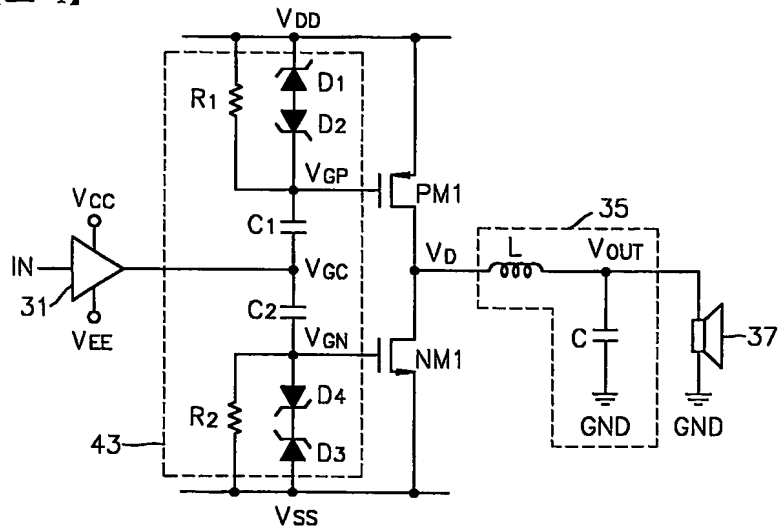 VDD
D1
R1
D2
VGP
PM1
VCC
C1
35
IN
VGC
VD
L
VOUT
31
C2
VEE
VGN
NM1
C
37
D4
R2
GND
GND
43
D3
VSS